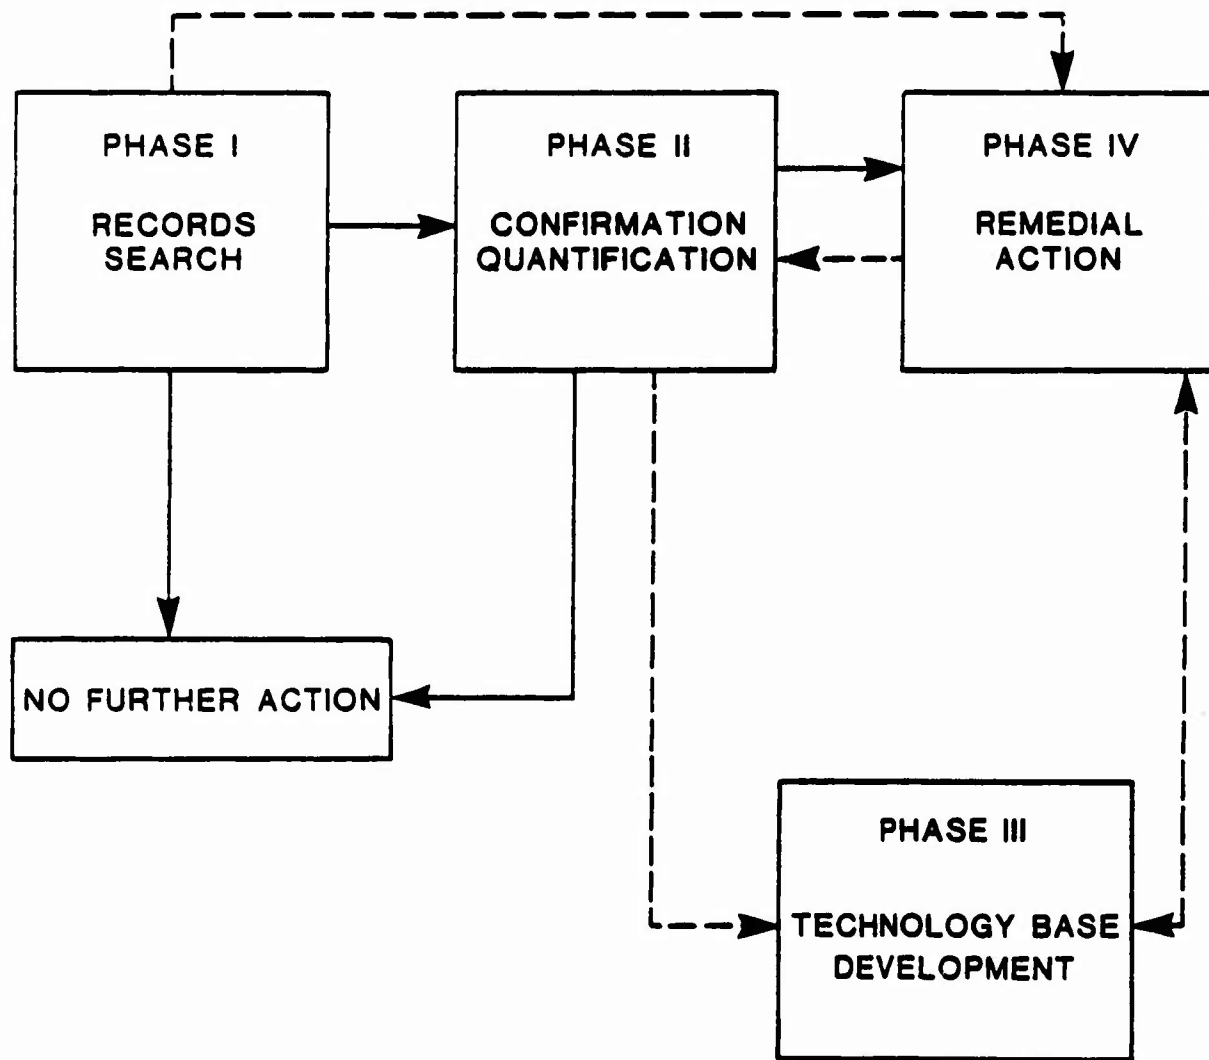 PHASE I
RECORDS
SEARCH
PHASE II
CONFIRMATION
QUANTIFICATION
PHASE IV
REMEDIAL
ACTION
NO FURTHER ACTION
PHASE III
TECHNOLOGY BASE
DEVELOPMENT